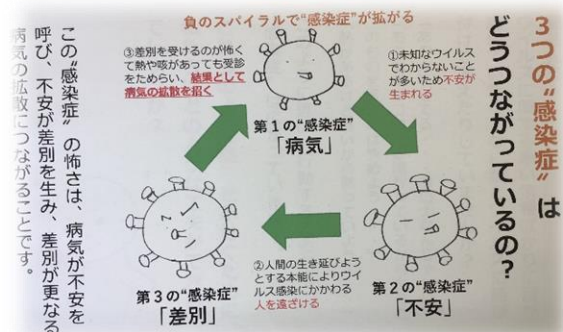 3つの“感染症”は
どうつながっているの？
負のスパイラルで“感染症”が拡がる
①未知なウイルス
でわからないこと
が多いため不安が
生まれる
第1の“感染症”
「病気」
第2の“感染症”
「不安」
②人間の生き延びよう
とする本能によりウイ
ルス感染にかかわる
人を遠ざける
第3の“感染症”
「差別」
③差別を受けるのが怖く
て熱や咳があっても受診
をためらい、結果として
病気の拡散を招く
この“感染症”の怖さは、病気が不安を
呼び、不安が差別を生み、差別が更なる
病気の拡散につながることです。